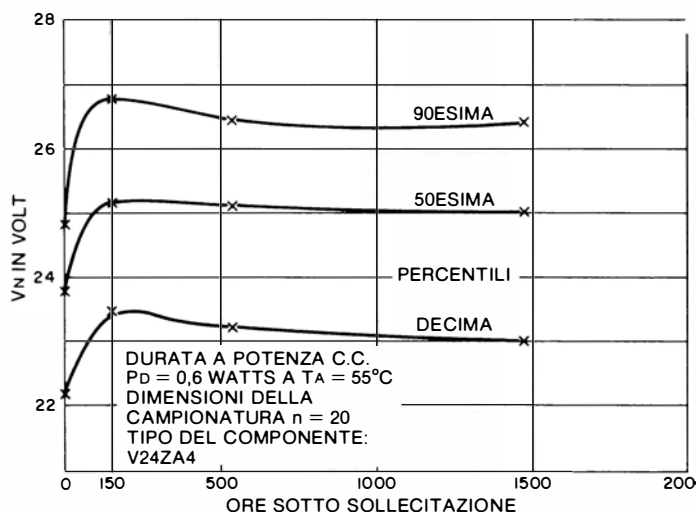 28
26
24
22
VN IN VOLT
90ESIMA
50ESIMA
PERCENTILI
DECIMA
DURATA A POTENZA C.C.
PD = 0,6 WATTS A TA = 55°C
DIMENSIONI DELLA
CAMPIONATURA n = 20
TIPO DEL COMPONENTE:
V24ZA4
0 150 500 1000 1500 200
ORE SOTTO SOLLECITAZIONE